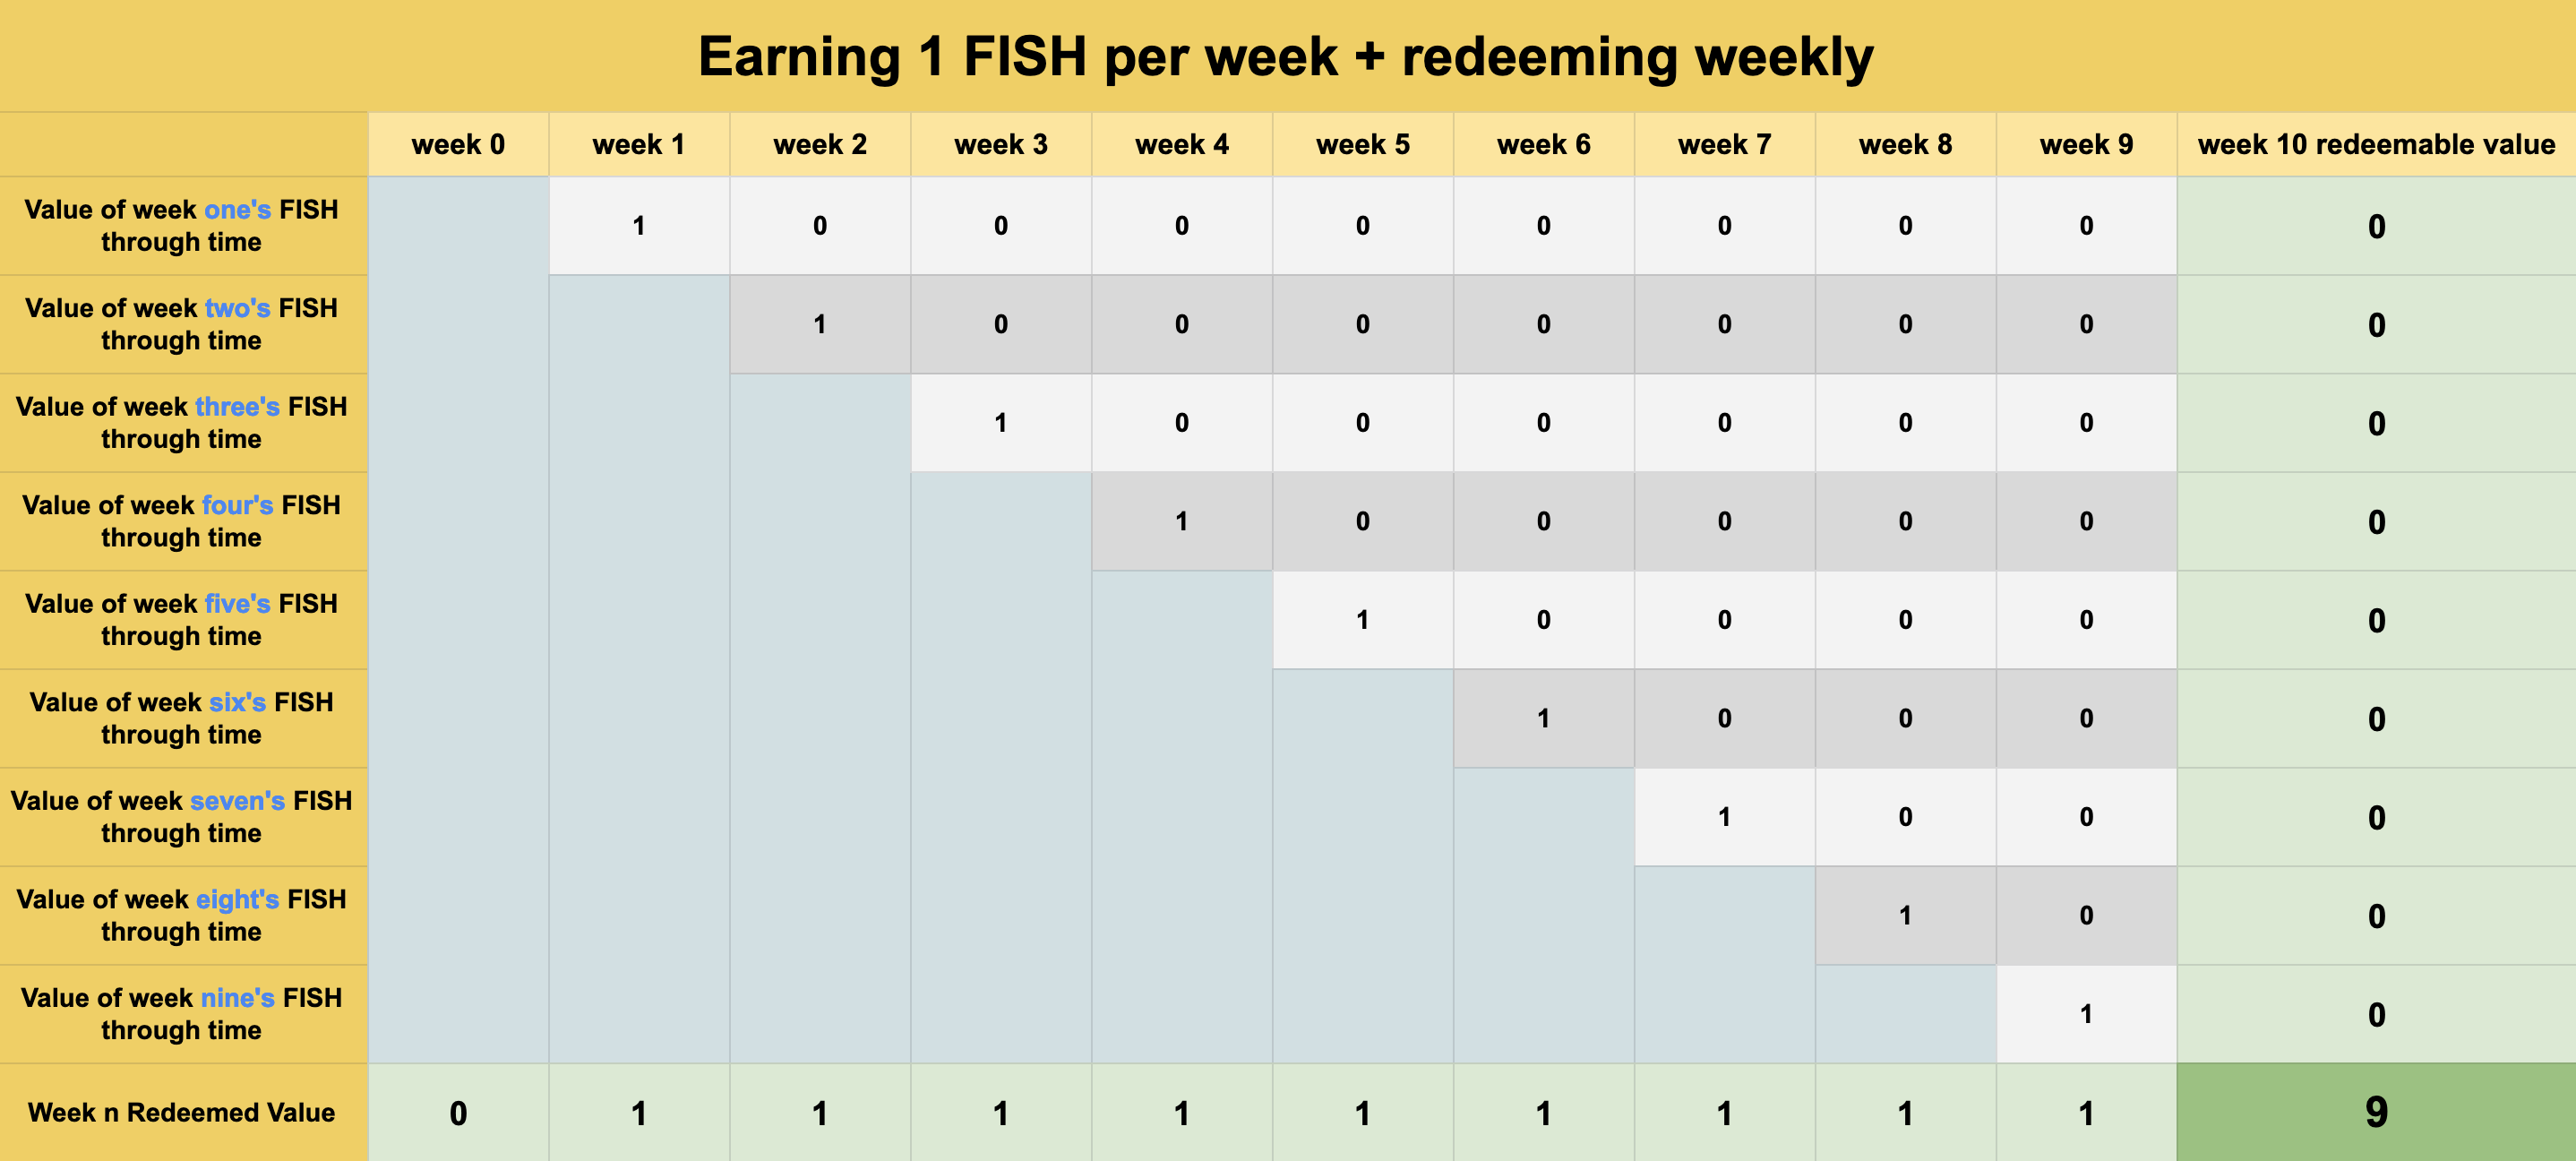 Earning 1 FISH per week + redeeming weekly
week 0 week 1 week 2 week 3 week 4 week 5 week 6 week 7 week 8 week 9 week 10 redeemable value
Value of week one's FISH
through time
1 0 0 0 0 0 0 0 0 0
Value of week two's FISH
through time
1 0 0 0 0 0 0 0 0
Value of week three's FISH
through time
1 0 0 0 0 0 0 0
Value of week four's FISH
through time
1 0 0 0 0 0 0
Value of week five's FISH
through time
1 0 0 0 0 0
Value of week six's FISH
through time
1 0 0 0 0
Value of week seven's FISH
through time
1 0 0 0
Value of week eight's FISH
through time
1 0 0
Value of week nine's FISH
through time
1 0
Week n Redeemed Value 0 1 1 1 1 1 1 1 1 1 9